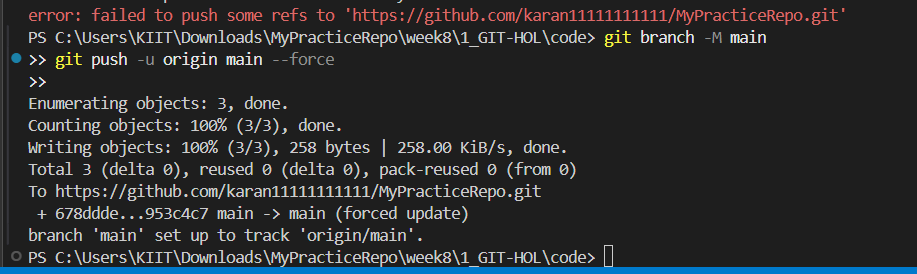 error: failed to push some refs to 'https://github.com/karan11111111111/MyPracticeRepo.git'
PS C:\Users\KIIT\Downloads\MyPracticeRepo\week8\1_GIT-HOL\code> git branch -M main
>> git push -u origin main --force
>>
Enumerating objects: 3, done.
Counting objects: 100% (3/3), done.
Writing objects: 100% (3/3), 258 bytes | 258.00 KiB/s, done.
Total 3 (delta 0), reused 0 (delta 0), pack-reused 0 (from 0)
To https://github.com/karan11111111111/MyPracticeRepo.git
 + 678ddde...953c4c7 main -> main (forced update)
branch 'main' set up to track 'origin/main'.
PS C:\Users\KIIT\Downloads\MyPracticeRepo\week8\1_GIT-HOL\code>